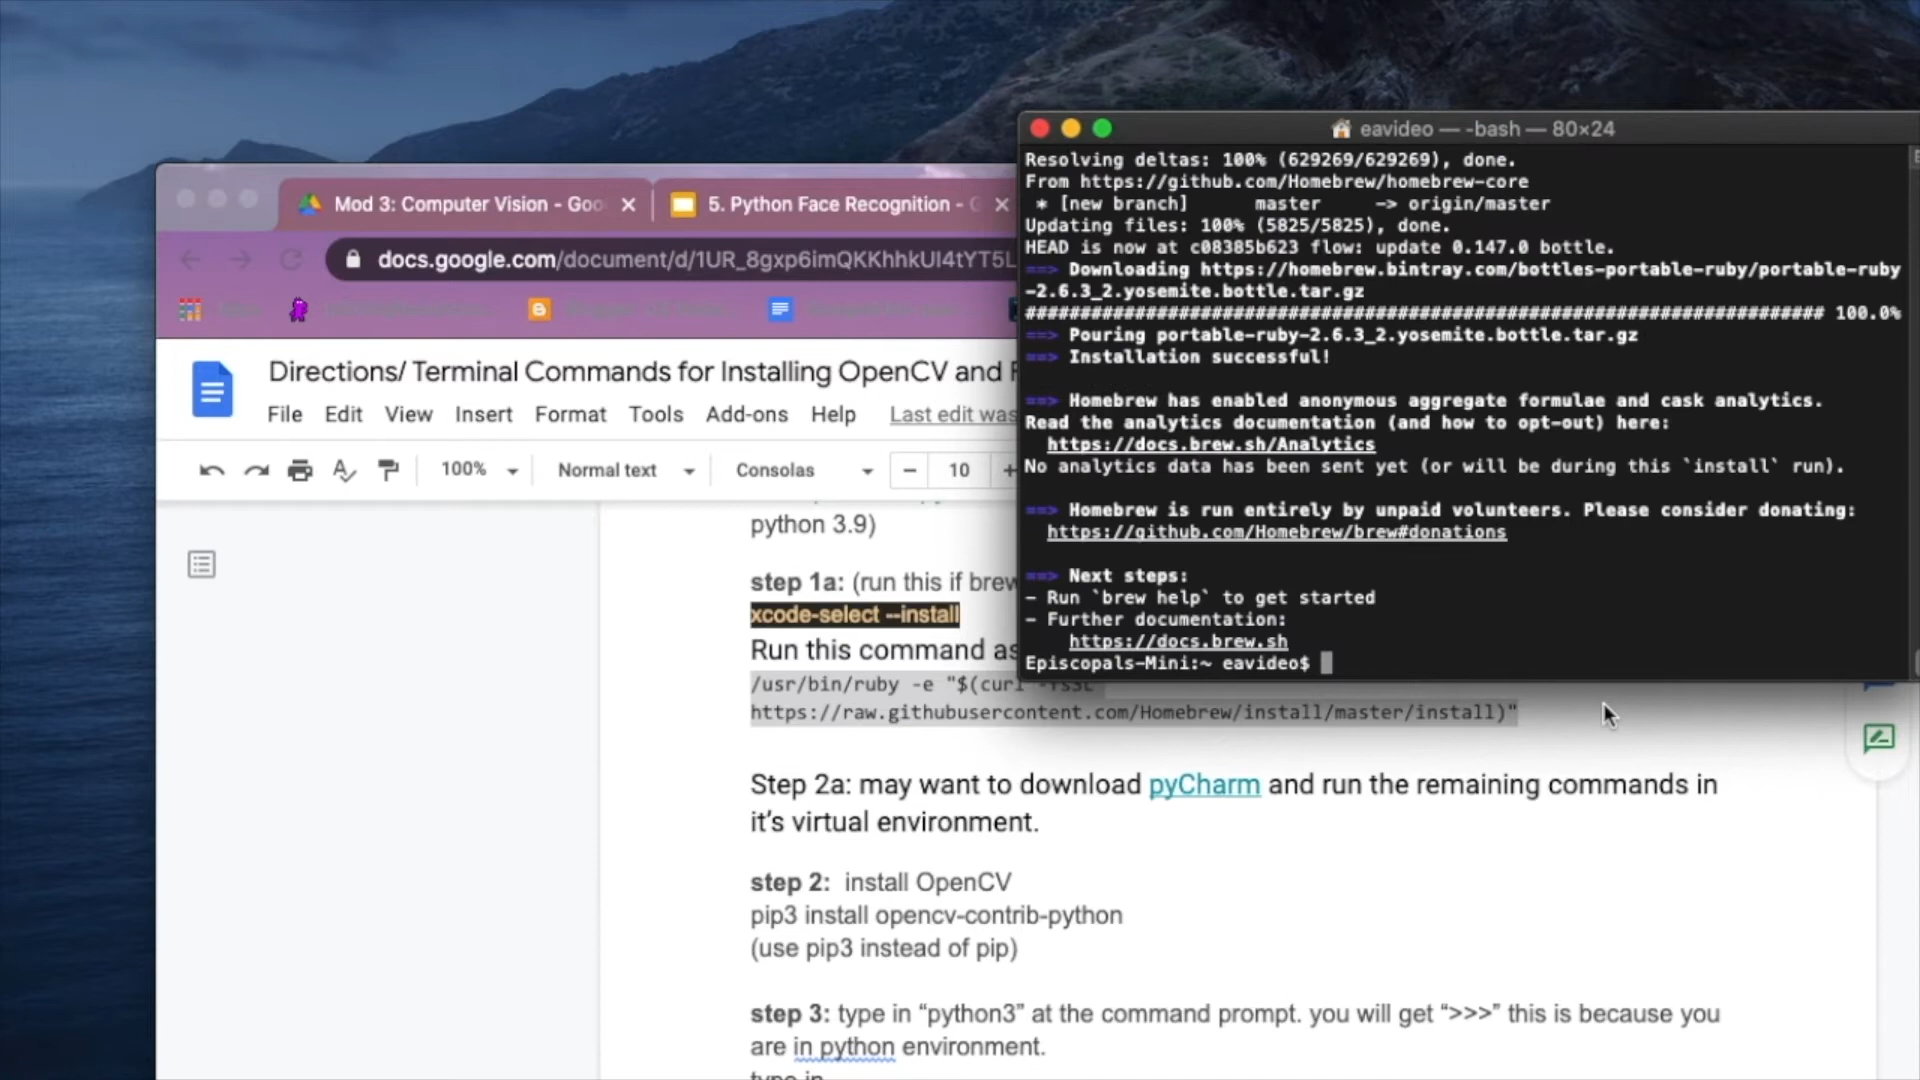 eavideo — -bash — 80×24
Resolving deltas: 100% (629269/629269), done.
From https://github.com/Homebrew/homebrew-core
* [new branch] master -> origin/master
Updating files: 100% (5825/5825), done.
HEAD is now at c08385b623 flow: update 0.147.0 bottle.
==> Downloading https://homebrew.bintray.com/bottles-portable-ruby/portable-ruby
-2.6.3_2.yosemite.bottle.tar.gz
######################################################################## 100.0%
==> Pouring portable-ruby-2.6.3_2.yosemite.bottle.tar.gz
==> Installation successful!
==> Homebrew has enabled anonymous aggregate formulae and cask analytics.
Read the analytics documentation (and how to opt-out) here:
https://docs.brew.sh/Analytics
No analytics data has been sent yet (or will be during this `install` run).
==> Homebrew is run entirely by unpaid volunteers. Please consider donating:
https://github.com/Homebrew/brew#donations
==> Next steps:
- Run `brew help` to get started
- Further documentation:
https://docs.brew.sh
Episcopals-Mini:~ eavideo$
Mod 3: Computer Vision - Goo
5. Python Face Recognition - G
docs.google.com/document/d/1UR_8gxp6imQKKhhkUI4tYT5L
Directions/ Terminal Commands for Installing OpenCV and
File Edit View Insert Format Tools Add-ons Help Last edit was
100% Normal text Consolas − 10 +
python 3.9)
step 1a: (run this if brew
xcode-select --install
Run this command as
/usr/bin/ruby -e "$(curl -fsSL
https://raw.githubusercontent.com/Homebrew/install/master/install)"
Step 2a: may want to download pyCharm and run the remaining commands in
it’s virtual environment.
step 2: install OpenCV
pip3 install opencv-contrib-python
(use pip3 instead of pip)
step 3: type in “python3” at the command prompt. you will get “>>>” this is because you
are in python environment.
type in